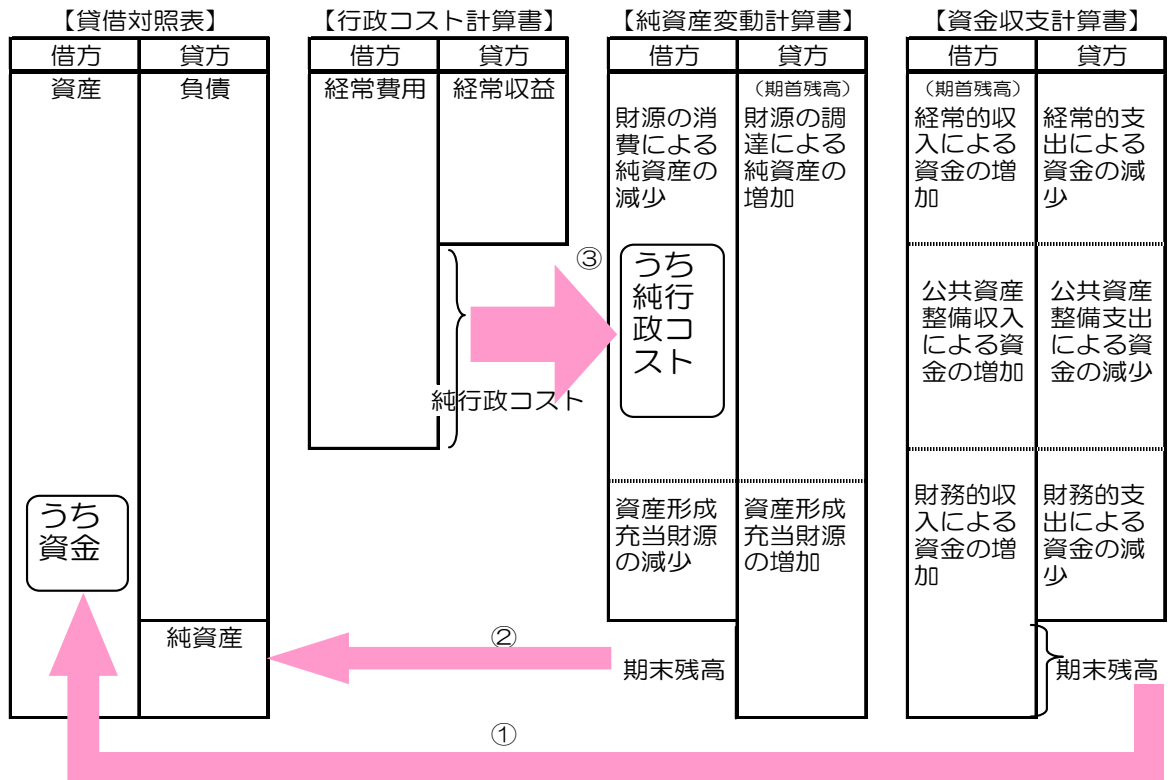 【貸借対照表】
借方
貸方
資産
負債
うち
資金
純資産
【行政コスト計算書】
借方
貸方
経常費用
経常収益
純行政コスト
③
【純資産変動計算書】
借方
貸方
財源の消
費による
純資産の
減少
(期首残高)
財源の調
達による
純資産の
増加
うち
純行
政コ
スト
資産形成
充当財源
の減少
資産形成
充当財源
の増加
期末残高
②
【資金収支計算書】
借方
貸方
(期首残高)
経常的収
入による
資金の増
加
経常的支
出による
資金の減
少
公共資産
整備収入
による資
金の増加
公共資産
整備支出
による資
金の減少
財務的収
入による
資金の増
加
財務的支
出による
資金の減
少
期末残高
①